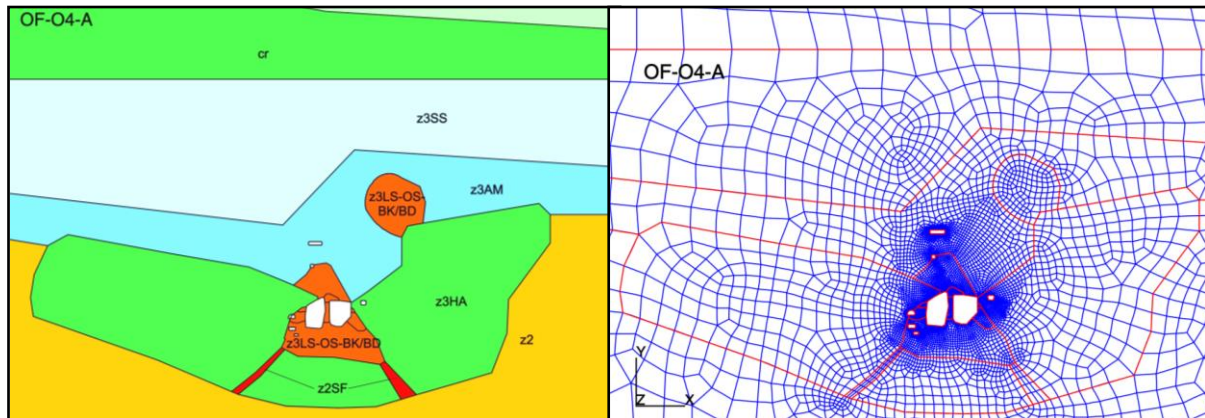 OF-O4-A
cr
z3SS
z3AM
z3LS-OS-
BK/BD
z3HA
z2
z3LS-OS-BK/BD
z2SF
OF-O4-A
Y
Z
X